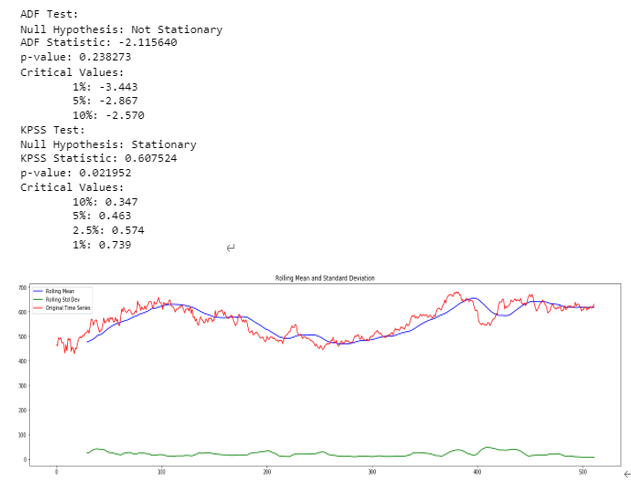 ADF Test:
Null Hypothesis: Not Stationary
ADF Statistic: -2.115640
p-value: 0.238273
Critical Values:
1%: -3.443
5%: -2.867
10%: -2.570
KPSS Test:
Null Hypothesis: Stationary
KPSS Statistic: 0.607524
p-value: 0.021952
Critical Values:
10%: 0.347
5%: 0.463
2.5%: 0.574
1%: 0.739
Rolling Mean and Standard Deviation
Rolling Mean
Rolling Std Dev
Original Time Series
700
600
500
400
300
200
100
0
0 100 200 300 400 500